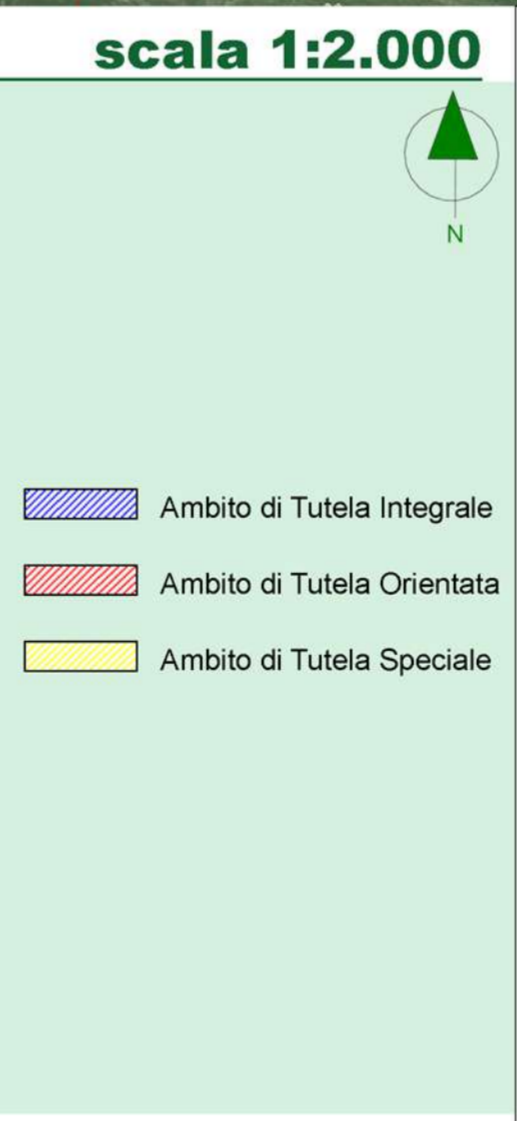 scala 1:2.000
N
Ambito di Tutela Integrale
Ambito di Tutela Orientata
Ambito di Tutela Speciale